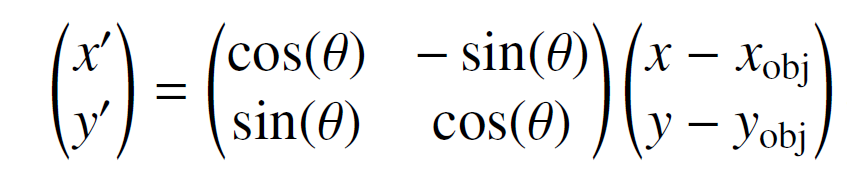 (x′) = (cos(θ) − sin(θ)) (x − x_obj)
(y′) (sin(θ) cos(θ)) (y − y_obj)